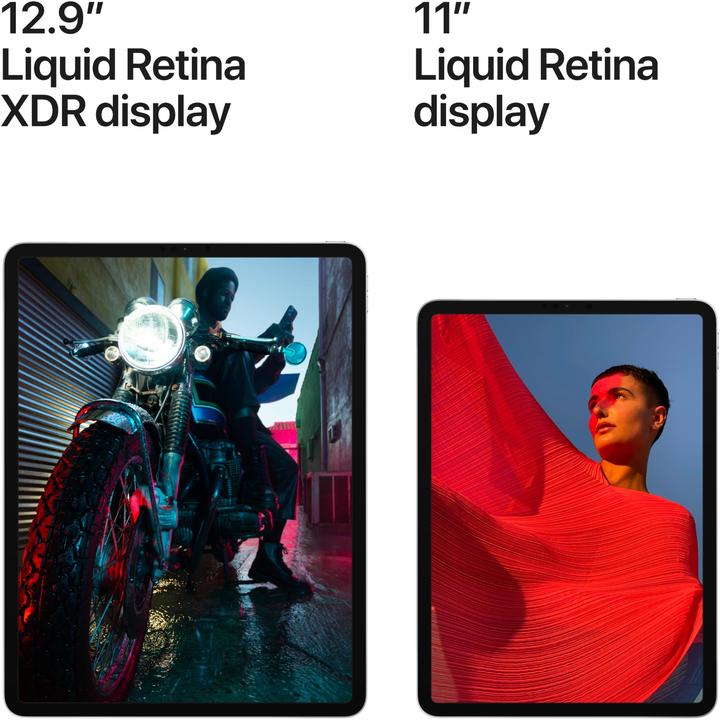 12.9”
Liquid Retina
XDR display
11”
Liquid Retina
display